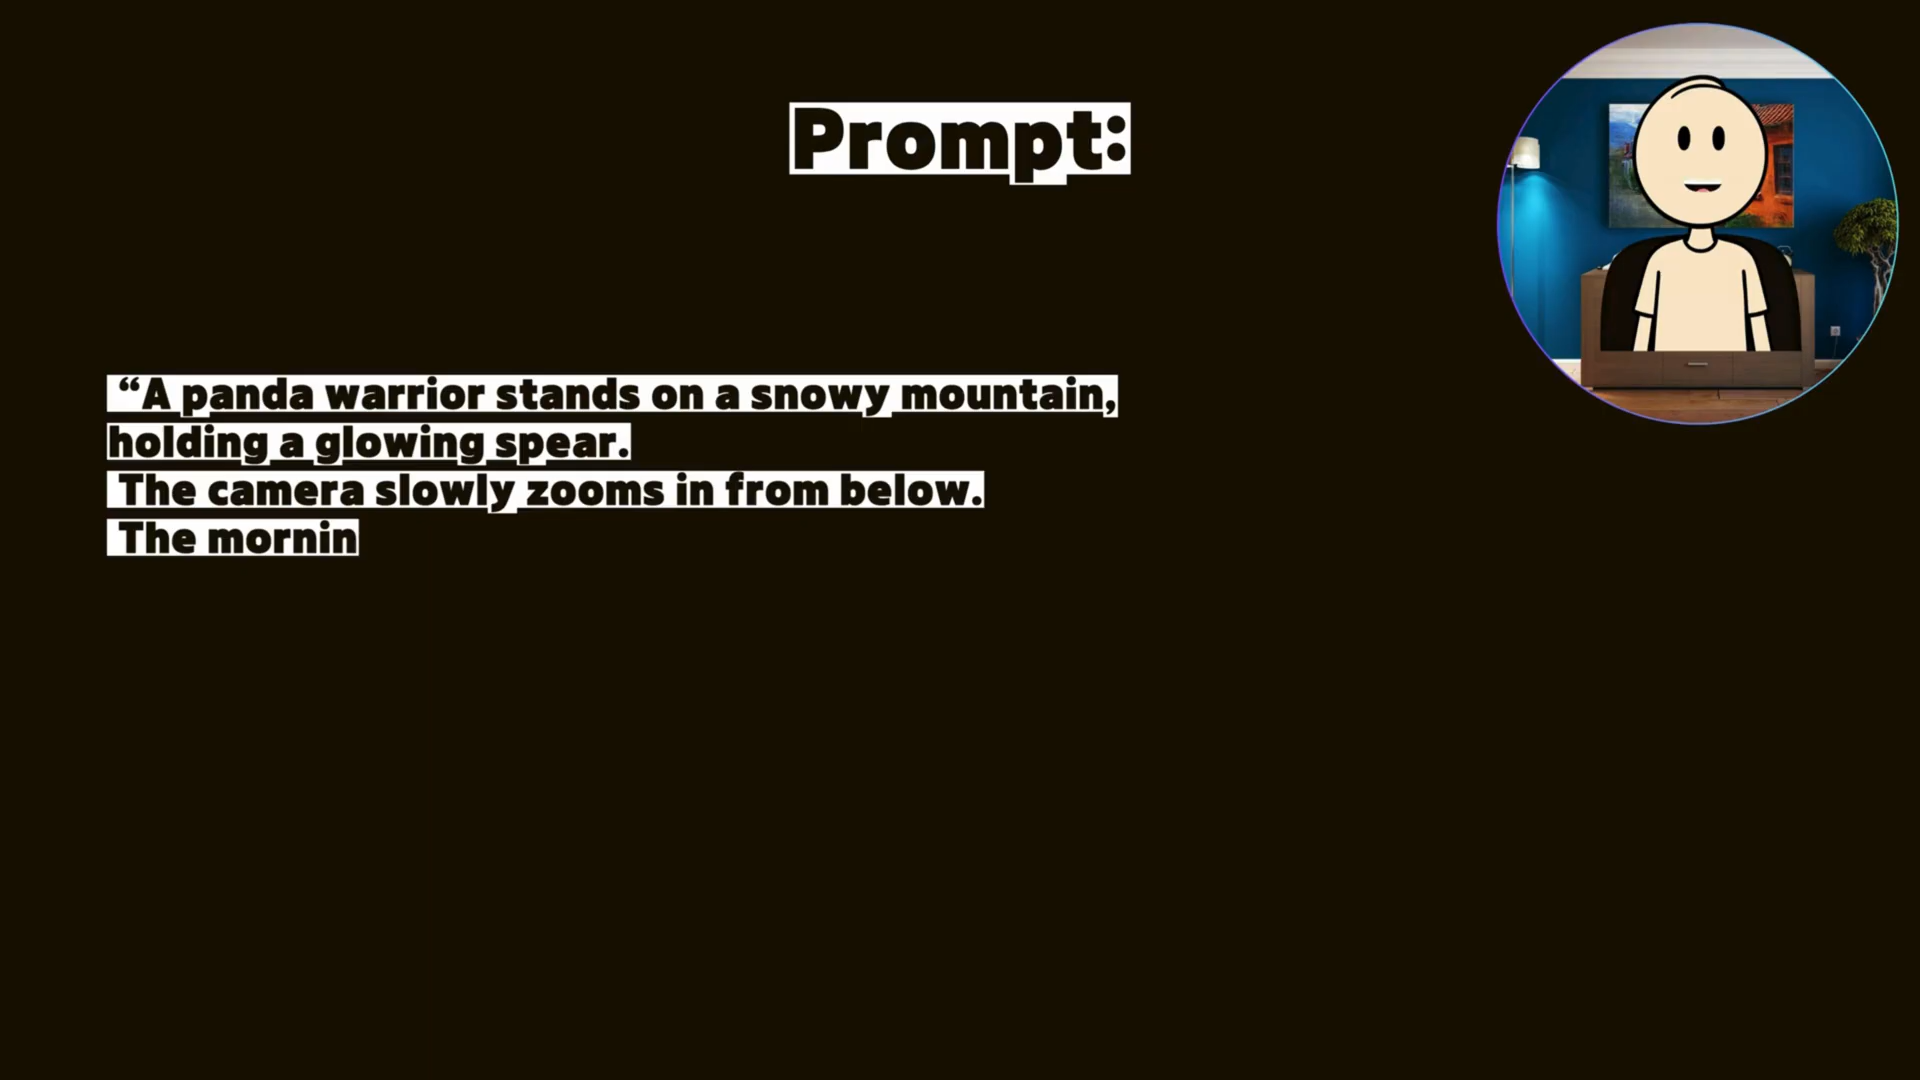 Prompt:
“A panda warrior stands on a snowy mountain,
holding a glowing spear.
The camera slowly zooms in from below.
The mornin